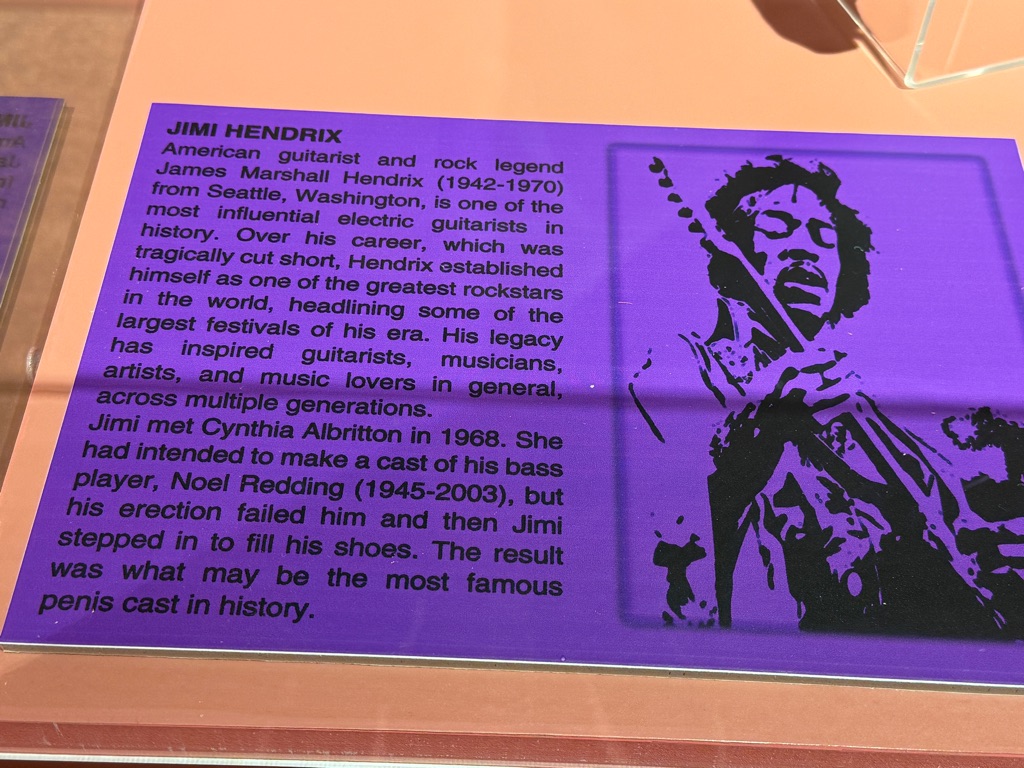 JIMI HENDRIX
American guitarist and rock legend
James Marshall Hendrix (1942-1970)
from Seattle, Washington, is one of the
most influential electric guitarists in
history. Over his career, which was
tragically cut short, Hendrix established
himself as one of the greatest rockstars
in the world, headlining some of the
largest festivals of his era. His legacy
has inspired guitarists, musicians,
artists, and music lovers in general,
across multiple generations.
Jimi met Cynthia Albritton in 1968. She
had intended to make a cast of his bass
player, Noel Redding (1945-2003), but
his erection failed him and then Jimi
stepped in to fill his shoes. The result
was what may be the most famous
penis cast in history.